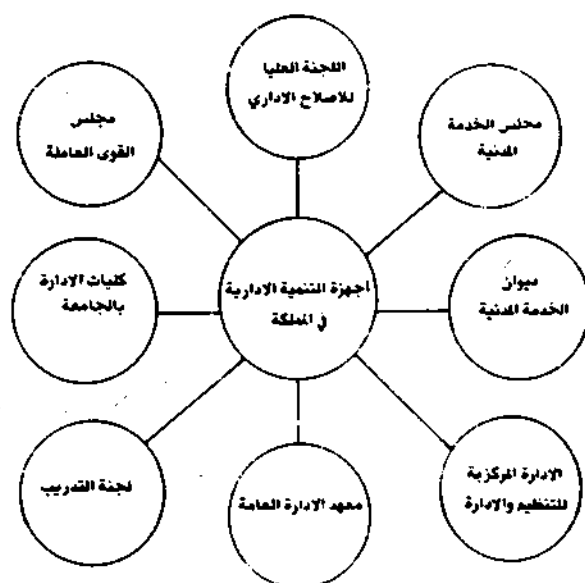 اللجنة العليا
للاصلاح الاداري
مجلس الخدمة
المدنية
ديوان
الخدمة المدنية
الادارة المركزية
للتنظيم والادارة
معهد الادارة العامة
لجنة التدريب
كليات الادارة
بالجامعة
مجلس
القوى العاملة
اجهزة التنمية الادارية
في المملكة